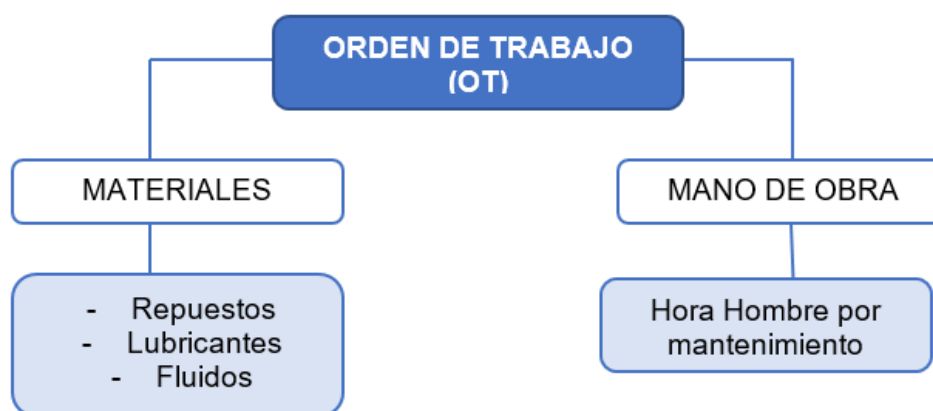 ORDEN DE TRABAJO
(OT)
MATERIALES
MANO DE OBRA
- Repuestos
- Lubricantes
- Fluidos
Hora Hombre por
mantenimiento